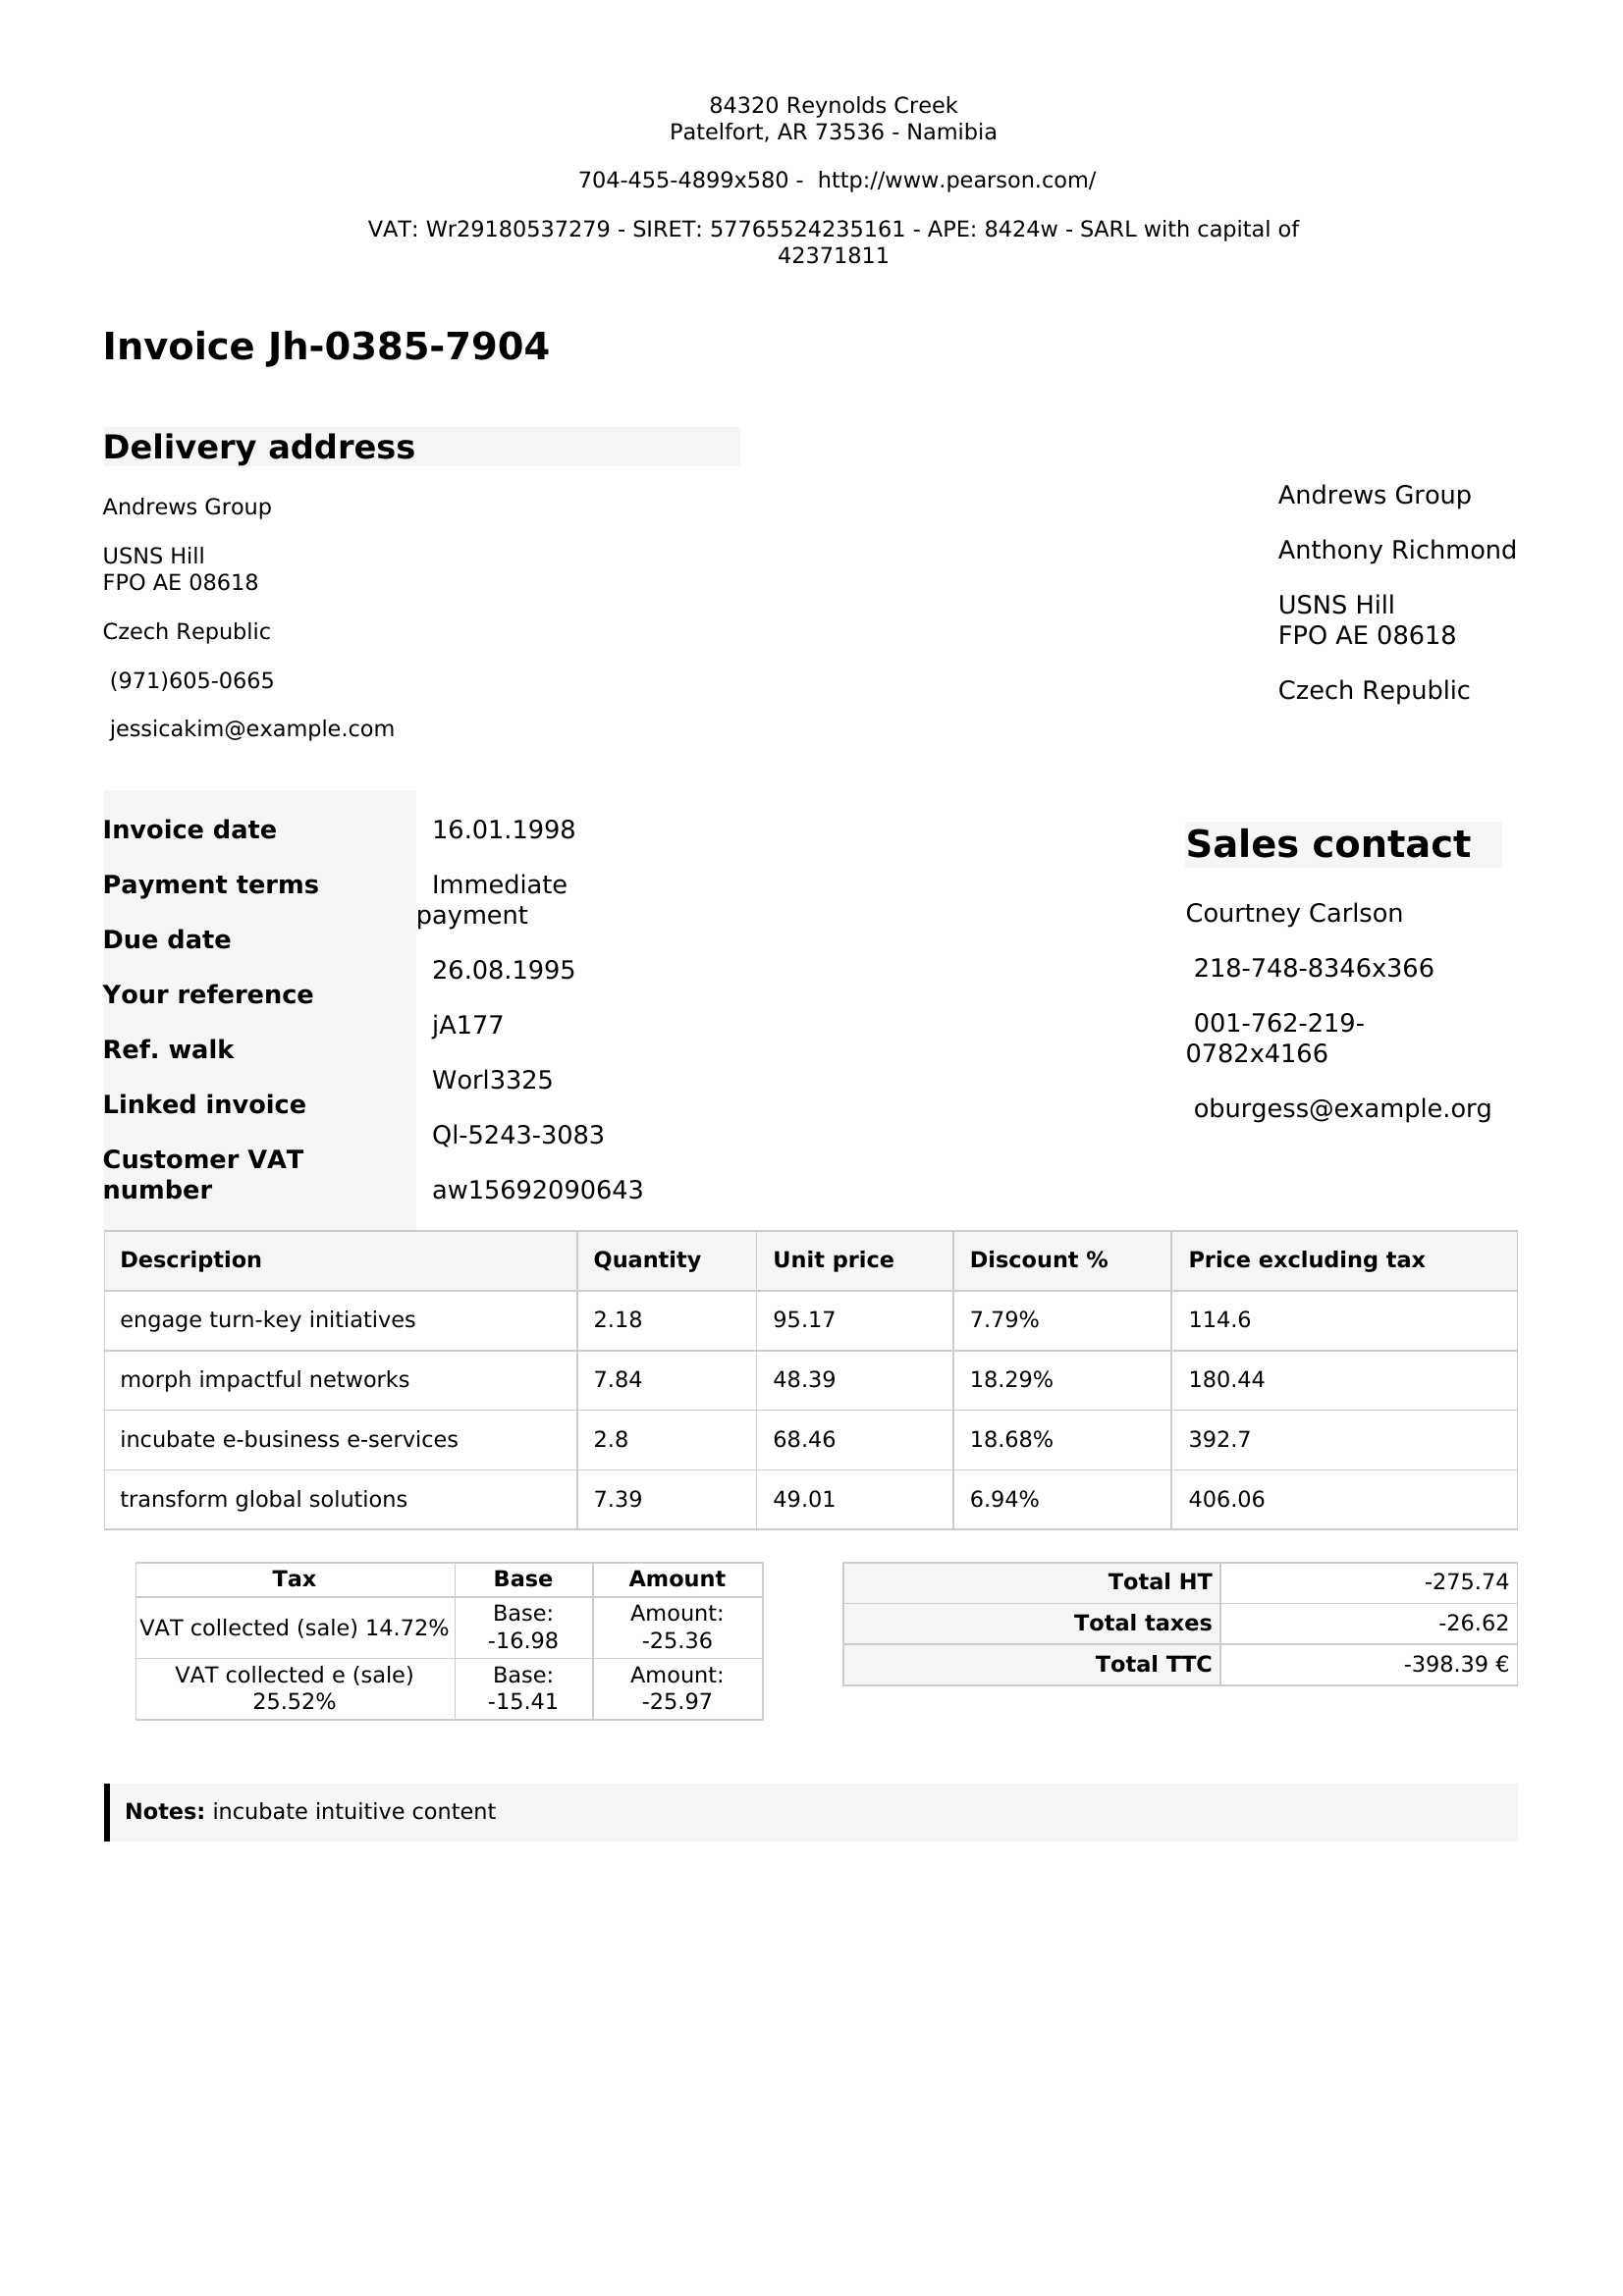 84320 Reynolds Creek
Patelfort, AR 73536 - Namibia
704-455-4899x580 - http://www.pearson.com/
VAT: Wr29180537279 - SIRET: 57765524235161 - APE: 8424w - SARL with capital of
42371811
Invoice Jh-0385-7904
Delivery address
Andrews Group
USNS Hill
FPO AE 08618
Czech Republic
(971)605-0665
jessicakim@example.com
Andrews Group
Anthony Richmond
USNS Hill
FPO AE 08618
Czech Republic
Invoice date
Payment terms
Due date
Your reference
Ref. walk
Linked invoice
Customer VAT
number
16.01.1998
Immediate
payment
26.08.1995
jA177
Worl3325
Ql-5243-3083
aw15692090643
Sales contact
Courtney Carlson
218-748-8346x366
001-762-219-
0782x4166
oburgess@example.org
Description Quantity Unit price Discount % Price excluding tax
engage turn-key initiatives 2.18 95.17 7.79% 114.6
morph impactful networks 7.84 48.39 18.29% 180.44
incubate e-business e-services 2.8 68.46 18.68% 392.7
transform global solutions 7.39 49.01 6.94% 406.06
Tax Base Amount
VAT collected (sale) 14.72% Base: -16.98 Amount: -25.36
VAT collected e (sale) 25.52% Base: -15.41 Amount: -25.97
Total HT -275.74
Total taxes -26.62
Total TTC -398.39 €
Notes: incubate intuitive content